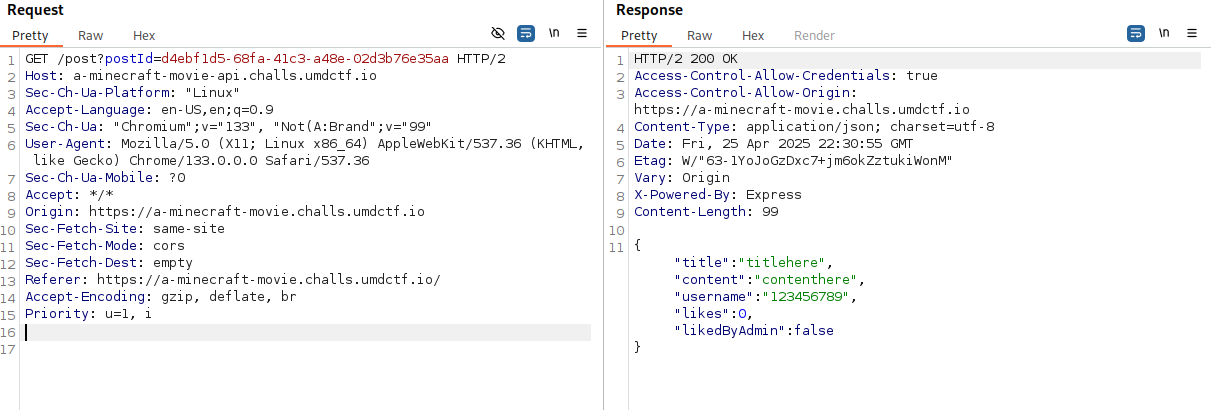 Request
Pretty Raw Hex \n
1 GET /post?postId=d4ebf1d5-68fa-41c3-a48e-02d3b76e35aa HTTP/2
2 Host: a-minecraft-movie-api.challs.umdctf.io
3 Sec-Ch-Ua-Platform: "Linux"
4 Accept-Language: en-US,en;q=0.9
5 Sec-Ch-Ua: "Chromium";v="133", "Not(A:Brand";v="99"
6 User-Agent: Mozilla/5.0 (X11; Linux x86_64) AppleWebKit/537.36 (KHTML,
like Gecko) Chrome/133.0.0.0 Safari/537.36
7 Sec-Ch-Ua-Mobile: ?0
8 Accept: */*
9 Origin: https://a-minecraft-movie.challs.umdctf.io
10 Sec-Fetch-Site: same-site
11 Sec-Fetch-Mode: cors
12 Sec-Fetch-Dest: empty
13 Referer: https://a-minecraft-movie.challs.umdctf.io/
14 Accept-Encoding: gzip, deflate, br
15 Priority: u=1, i
16
17
Response
Pretty Raw Hex Render \n
1 HTTP/2 200 OK
2 Access-Control-Allow-Credentials: true
3 Access-Control-Allow-Origin:
https://a-minecraft-movie.challs.umdctf.io
4 Content-Type: application/json; charset=utf-8
5 Date: Fri, 25 Apr 2025 22:30:55 GMT
6 Etag: W/"63-1YoJoGzDxc7+jm6okZztukiWonM"
7 Vary: Origin
8 X-Powered-By: Express
9 Content-Length: 99
10
11 {
"title":"titlehere",
"content":"contenthere",
"username":"123456789",
"likes":0,
"likedByAdmin":false
}